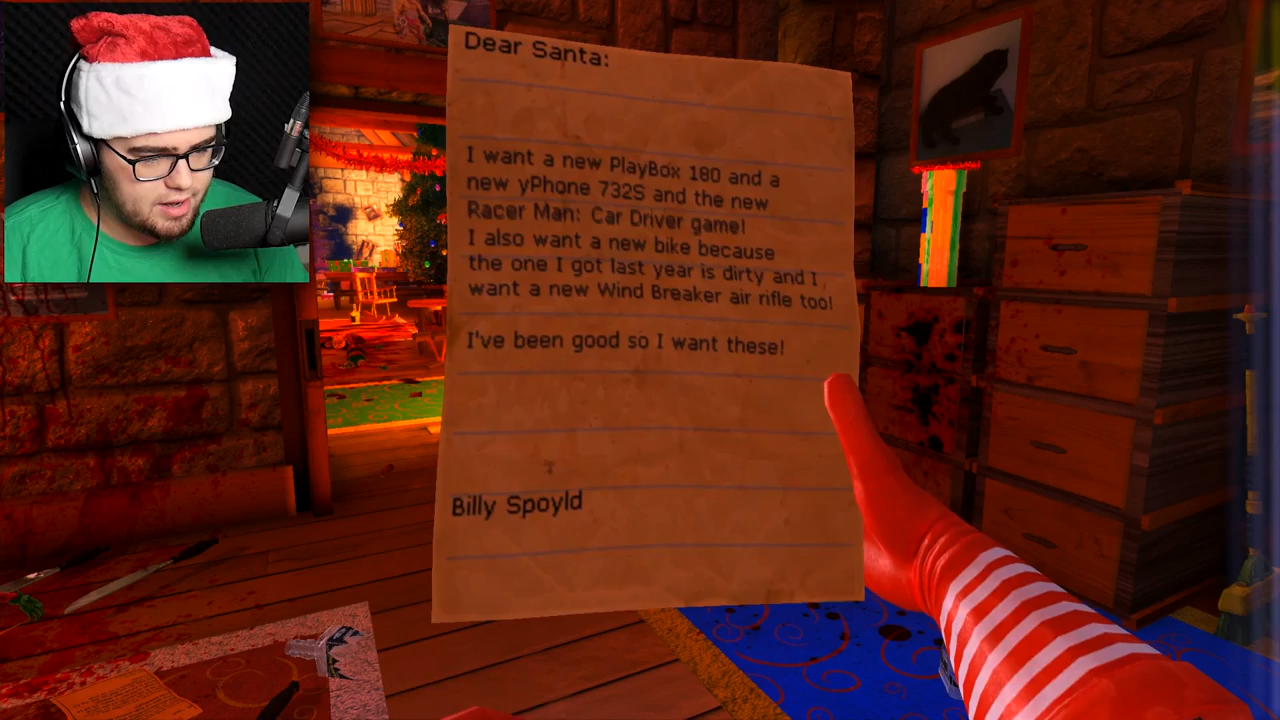 Dear Santa:
I want a new PlayBox 180 and a
new yPhone 732S and the new
Racer Man: Car Driver game!
I also want a new bike because
the one I got last year is dirty and I
want a new Wind Breaker air rifle too!
I've been good so I want these!
Billy Spoyld